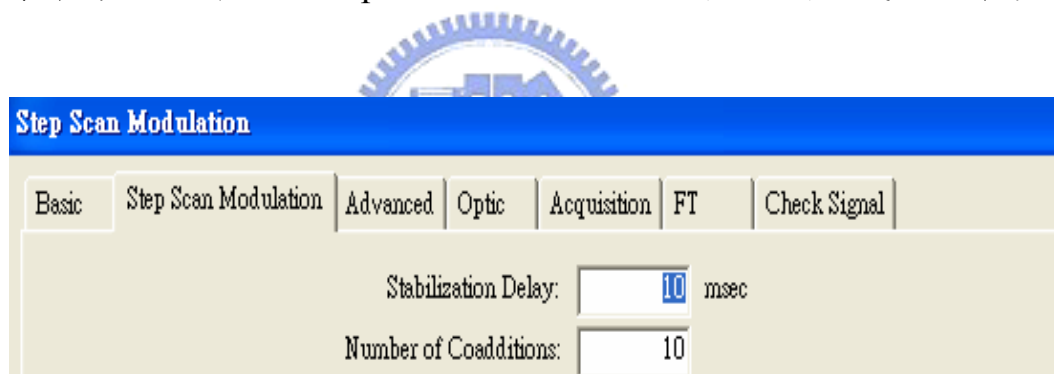 Step Scan Modulation
Basic Step Scan Modulation Advanced Optic Acquisition FT Check Signal
Stabilization Delay: 10 msec
Number of Coadditions: 10